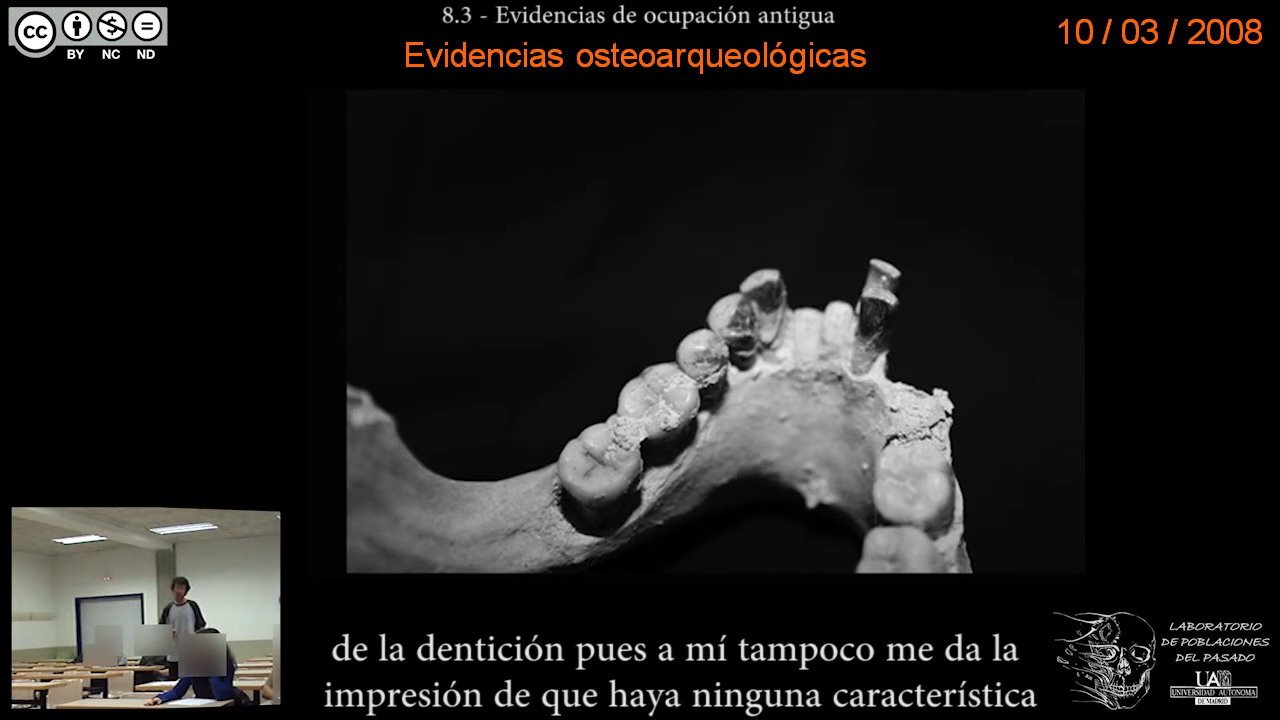 cc
BY NC ND
8.3 - Evidencias de ocupación antigua
Evidencias osteoarqueológicas
10 / 03 / 2008
de la dentición pues a mí tampoco me da la
impresión de que haya ninguna característica
LABORATORIO
DE POBLACIONES
DEL PASADO
UAM
UNIVERSIDAD AUTONOMA
DE MADRID